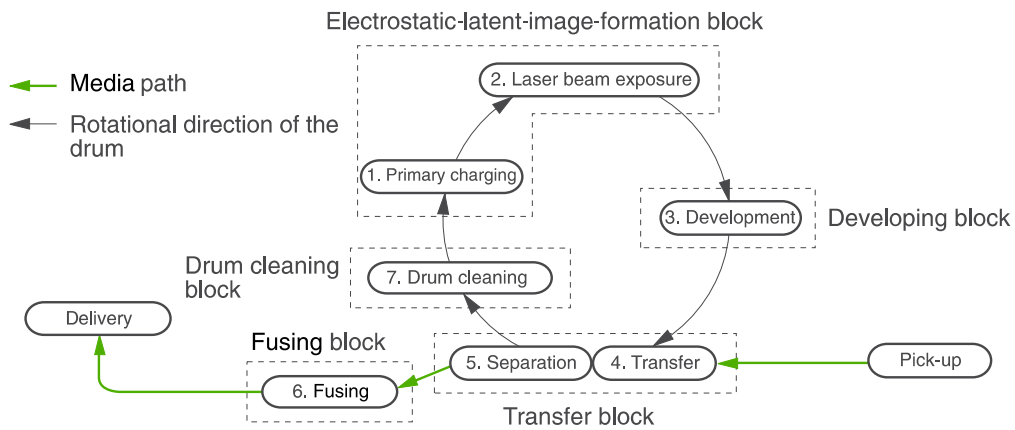 Electrostatic-latent-image-formation block
Media path
Rotational direction of the
drum
2. Laser beam exposure
1. Primary charging
3. Development
Developing block
Drum cleaning
block
7. Drum cleaning
Delivery
Fusing block
5. Separation
4. Transfer
Pick-up
6. Fusing
Transfer block